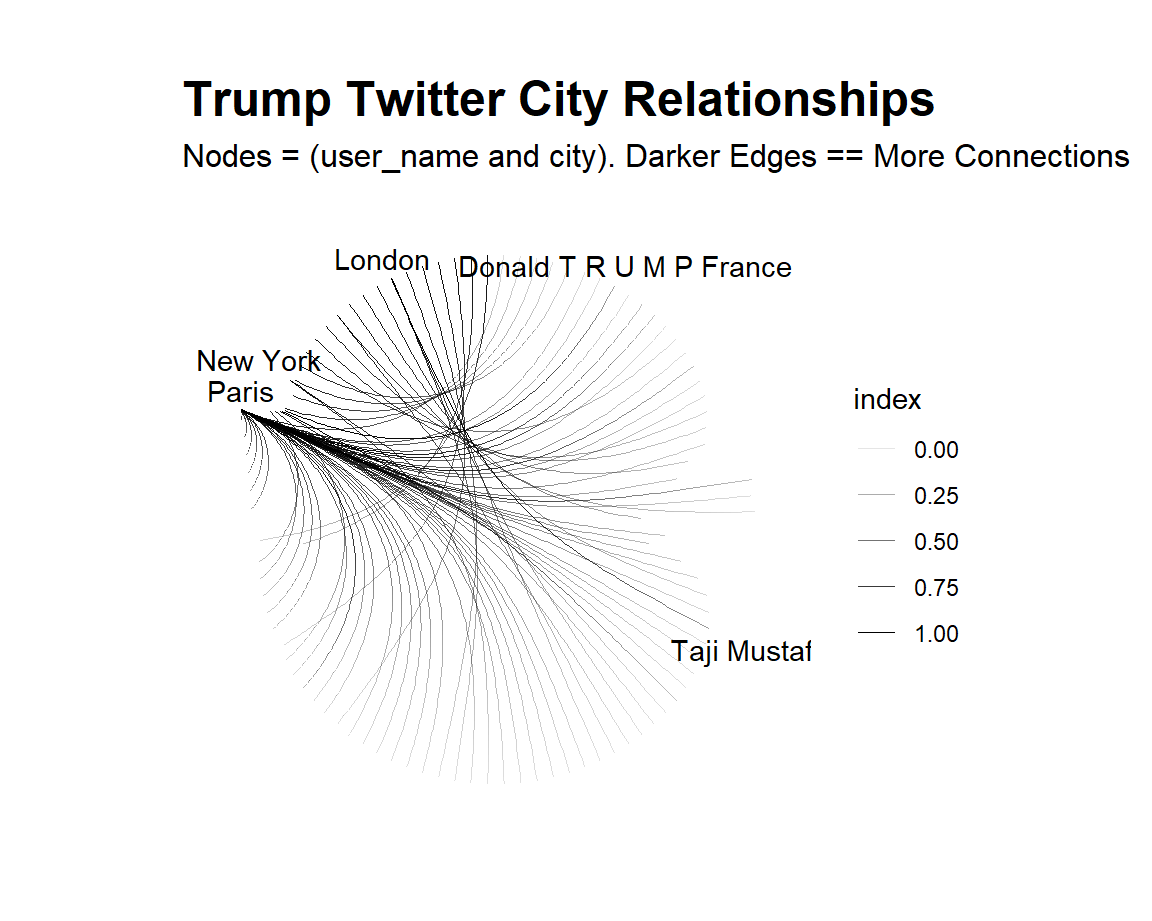 Trump Twitter City Relationships
Nodes = (user_name and city). Darker Edges == More Connections
London
Donald T R U M P France
New York
Paris
Taji Mustaf
index
0.00
0.25
0.50
0.75
1.00